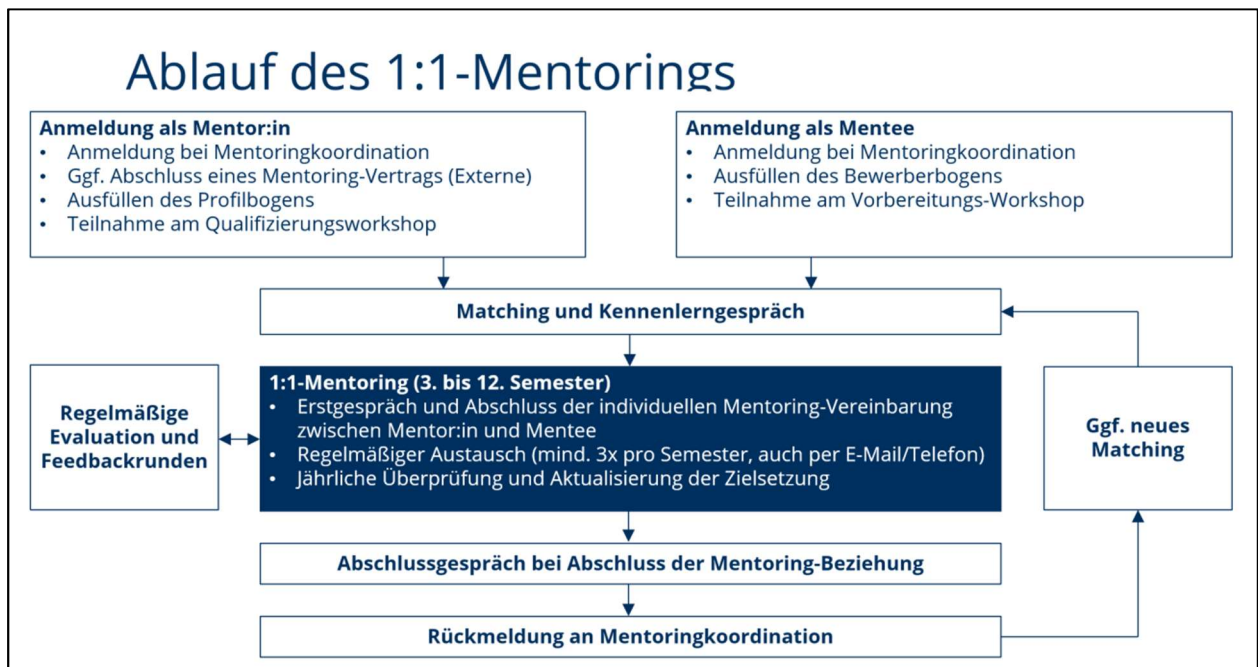 Ablauf des 1:1-Mentorings
Anmeldung als Mentor:in
• Anmeldung bei Mentoringkoordination
• Ggf. Abschluss eines Mentoring-Vertrags (Externe)
• Ausfüllen des Profilbogens
• Teilnahme am Qualifizierungsworkshop
Anmeldung als Mentee
• Anmeldung bei Mentoringkoordination
• Ausfüllen des Bewerberbogens
• Teilnahme am Vorbereitungs-Workshop
Matching und Kennenlerngespräch
Regelmäßige
Evaluation und
Feedbackrunden
1:1-Mentoring (3. bis 12. Semester)
• Erstgespräch und Abschluss der individuellen Mentoring-Vereinbarung
zwischen Mentor:in und Mentee
• Regelmäßiger Austausch (mind. 3x pro Semester, auch per E-Mail/Telefon)
• Jährliche Überprüfung und Aktualisierung der Zielsetzung
Ggf. neues
Matching
Abschlussgespräch bei Abschluss der Mentoring-Beziehung
Rückmeldung an Mentoringkoordination